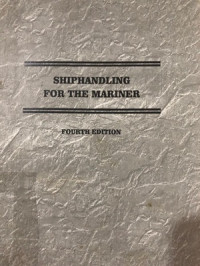 SHIPHANDLING
FOR THE MARINER
FOURTH EDITION